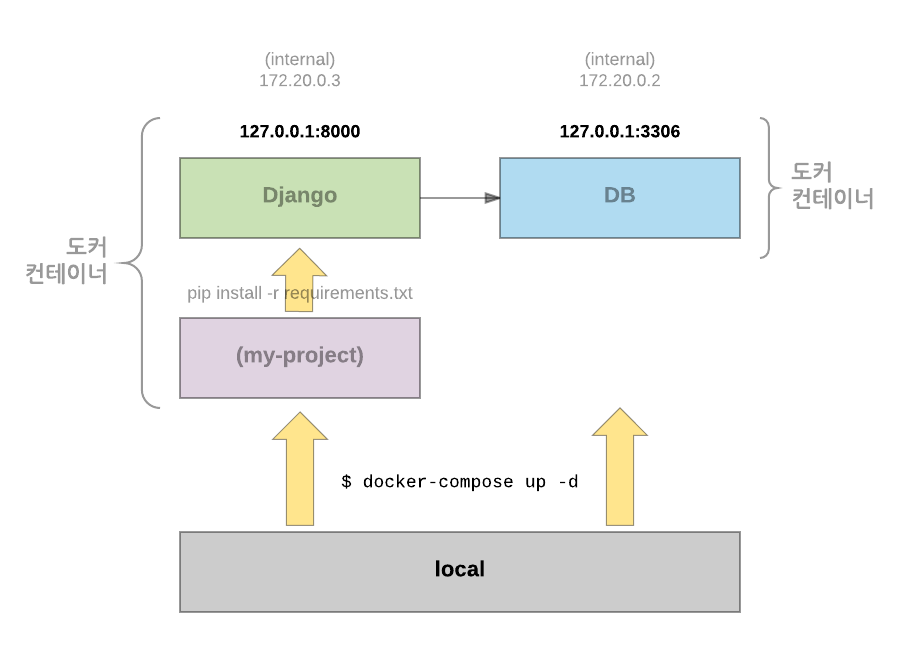 (internal)
172.20.0.3
(internal)
172.20.0.2
127.0.0.1:8000
127.0.0.1:3306
Django
DB
도커
컨테이너
도커
컨테이너
pip install -r requirements.txt
(my-project)
$ docker-compose up -d
local